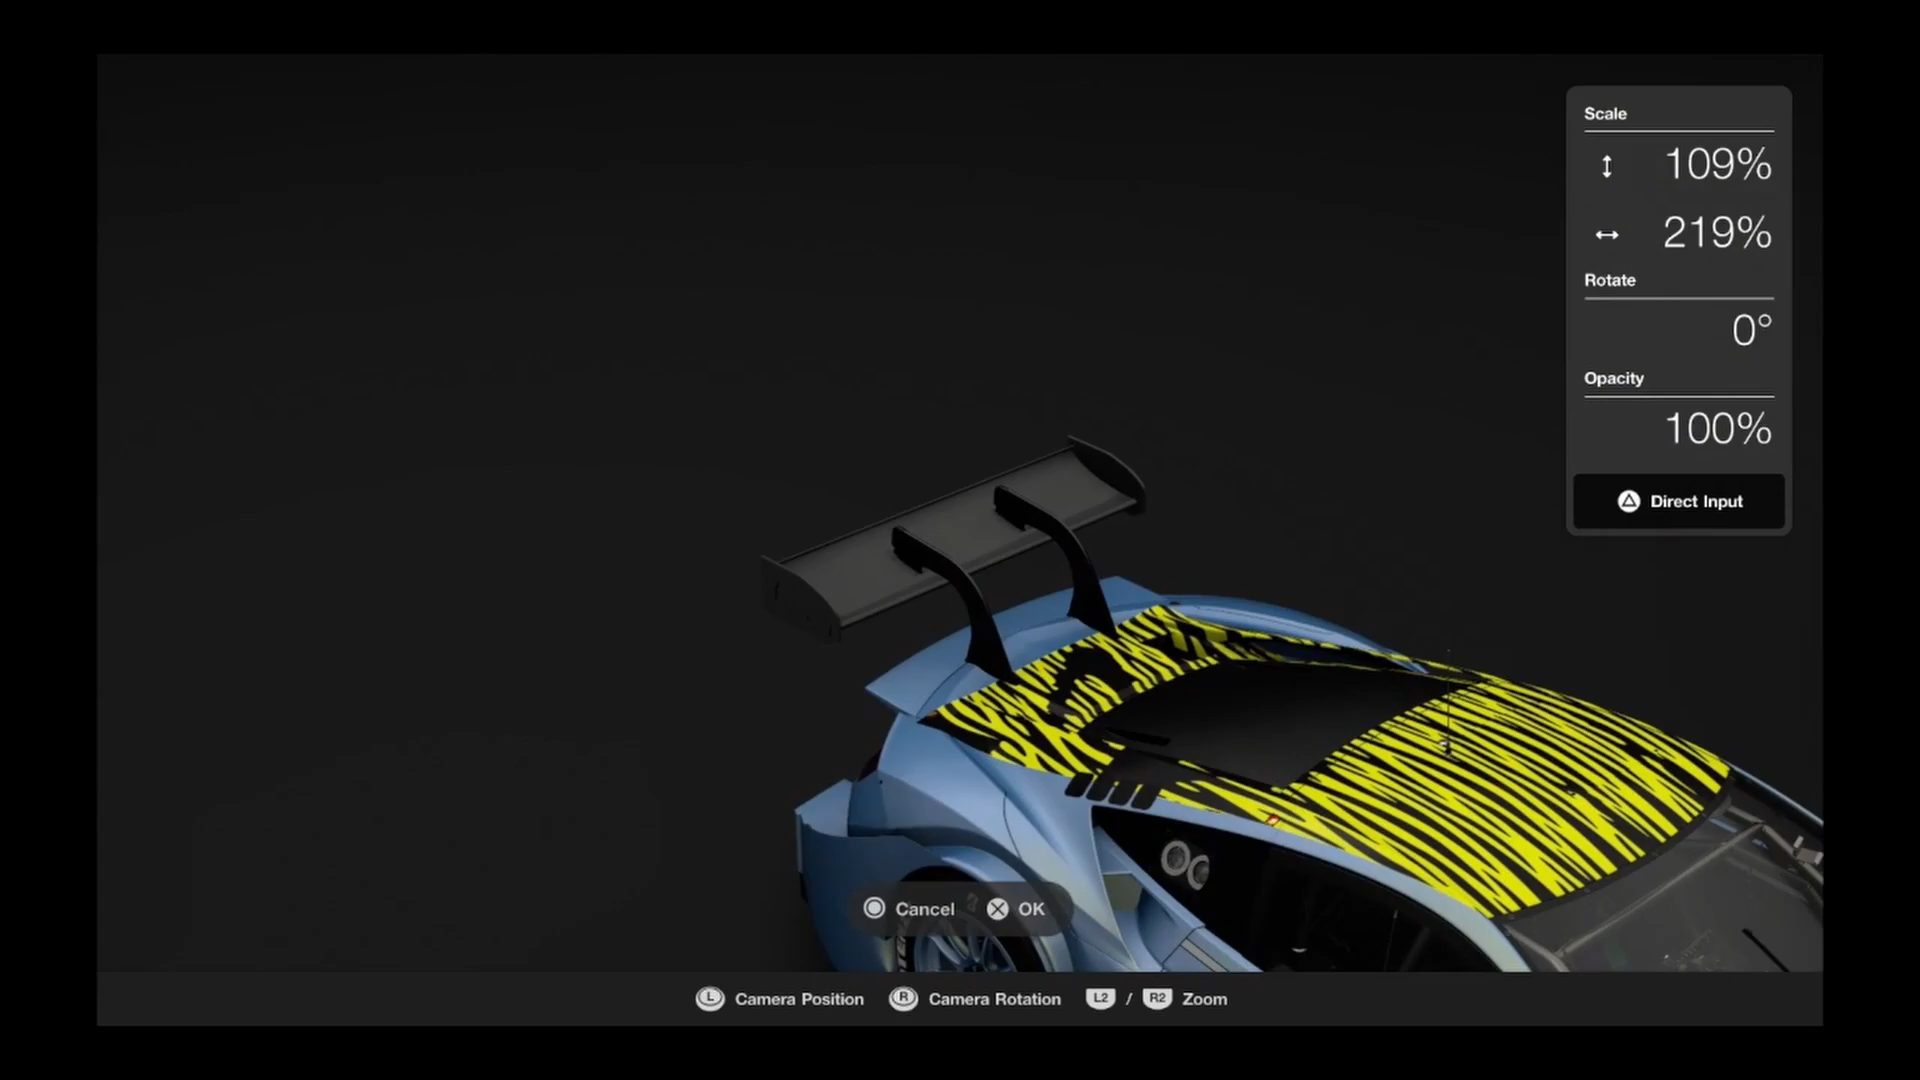 Scale
109%
219%
Rotate
0°
Opacity
100%
Direct Input
Cancel
OK
L Camera Position R Camera Rotation L2 / R2 Zoom